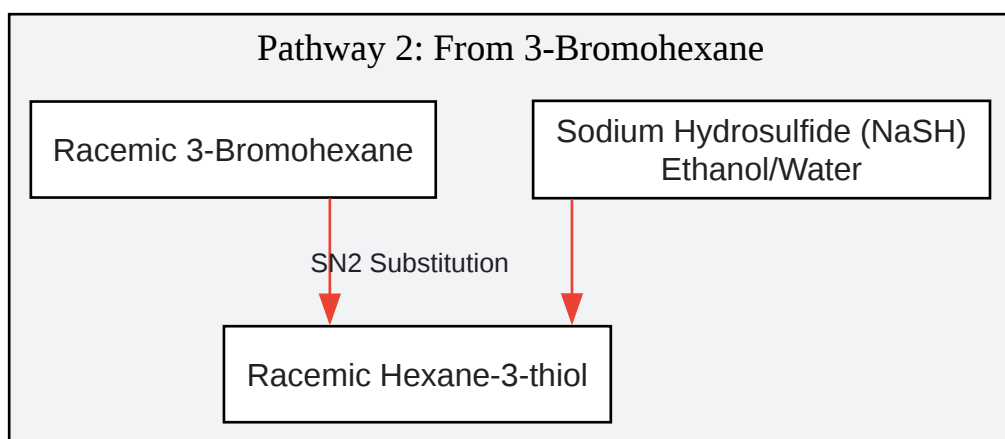 Pathway 2: From 3-Bromohexane
Racemic 3-Bromohexane
Sodium Hydrosulfide (NaSH)
Ethanol/Water
SN2 Substitution
Racemic Hexane-3-thiol